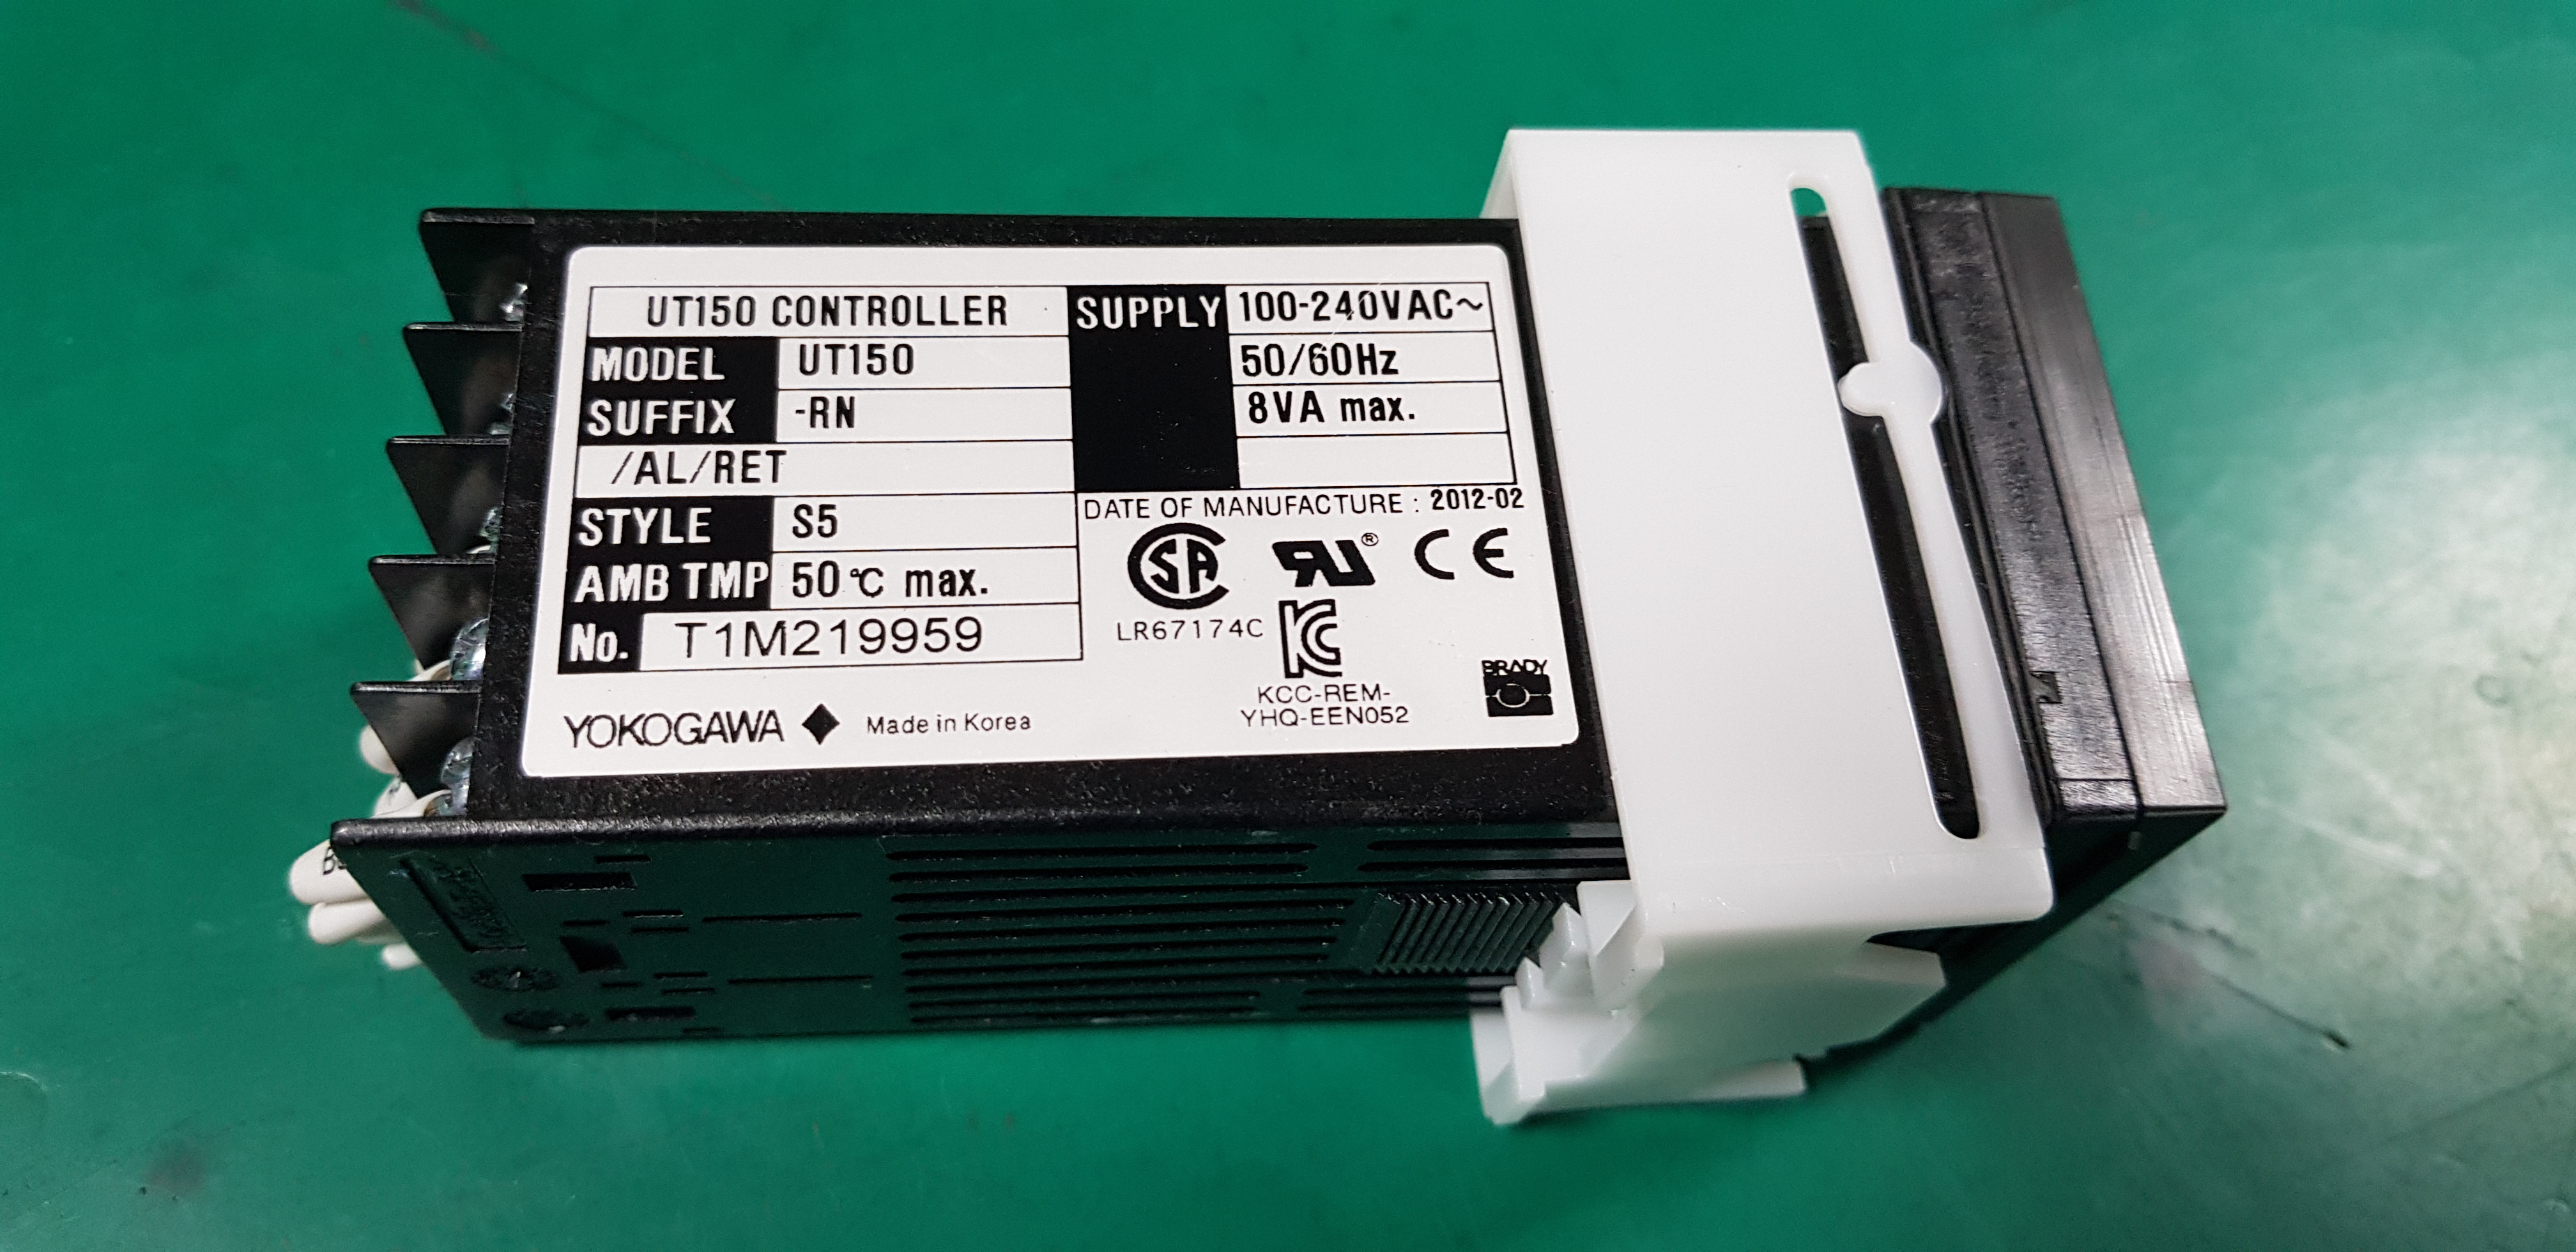 UT150 CONTROLLER
MODEL UT150
SUFFIX -RN
/AL/RET
STYLE S5
AMB TMP 50℃ max.
No. T1M219959
SUPPLY 100-240VAC~
50/60Hz
8VA max.
DATE OF MANUFACTURE : 2012-02
LR67174C
KCC-REM-
YHQ-EEN052
BRADY
YOKOGAWA ◆ Made in Korea